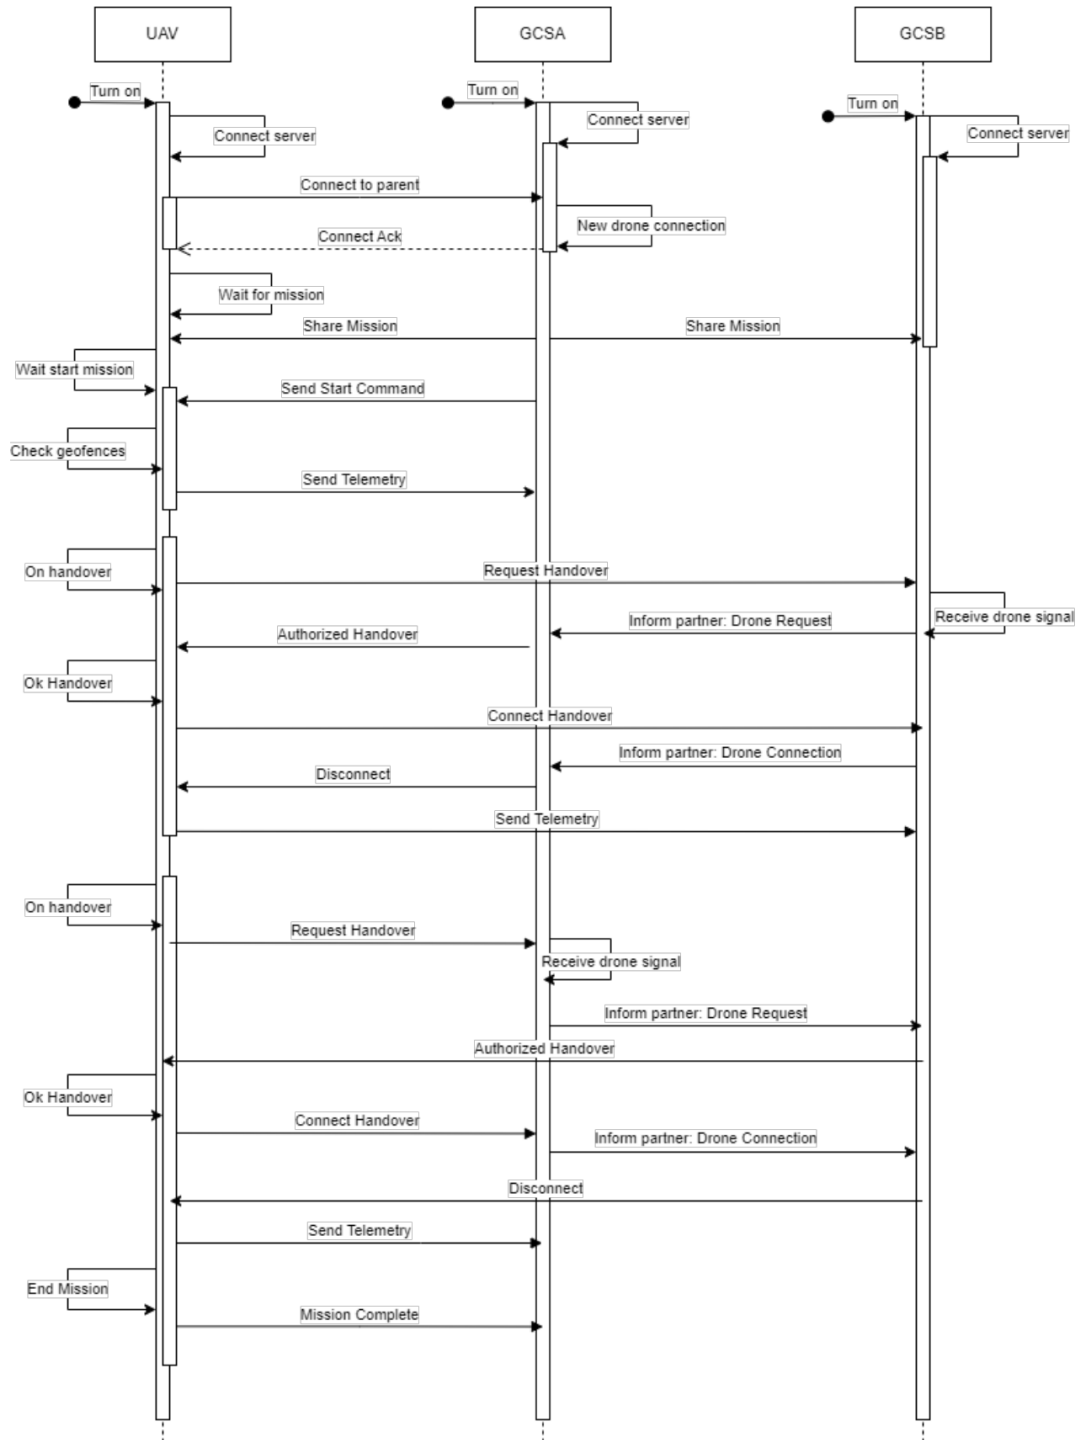 UAV
GCSA
GCSB
Turn on
Turn on
Turn on
Connect server
Connect server
Connect server
Connect to parent
New drone connection
Connect Ack
Wait for mission
Share Mission
Share Mission
Wait start mission
Send Start Command
Check geofences
Send Telemetry
On handover
Request Handover
Receive drone signal
Inform partner: Drone Request
Authorized Handover
Ok Handover
Connect Handover
Inform partner: Drone Connection
Disconnect
Send Telemetry
On handover
Request Handover
Receive drone signal
Inform partner: Drone Request
Authorized Handover
Ok Handover
Connect Handover
Inform partner: Drone Connection
Disconnect
Send Telemetry
End Mission
Mission Complete